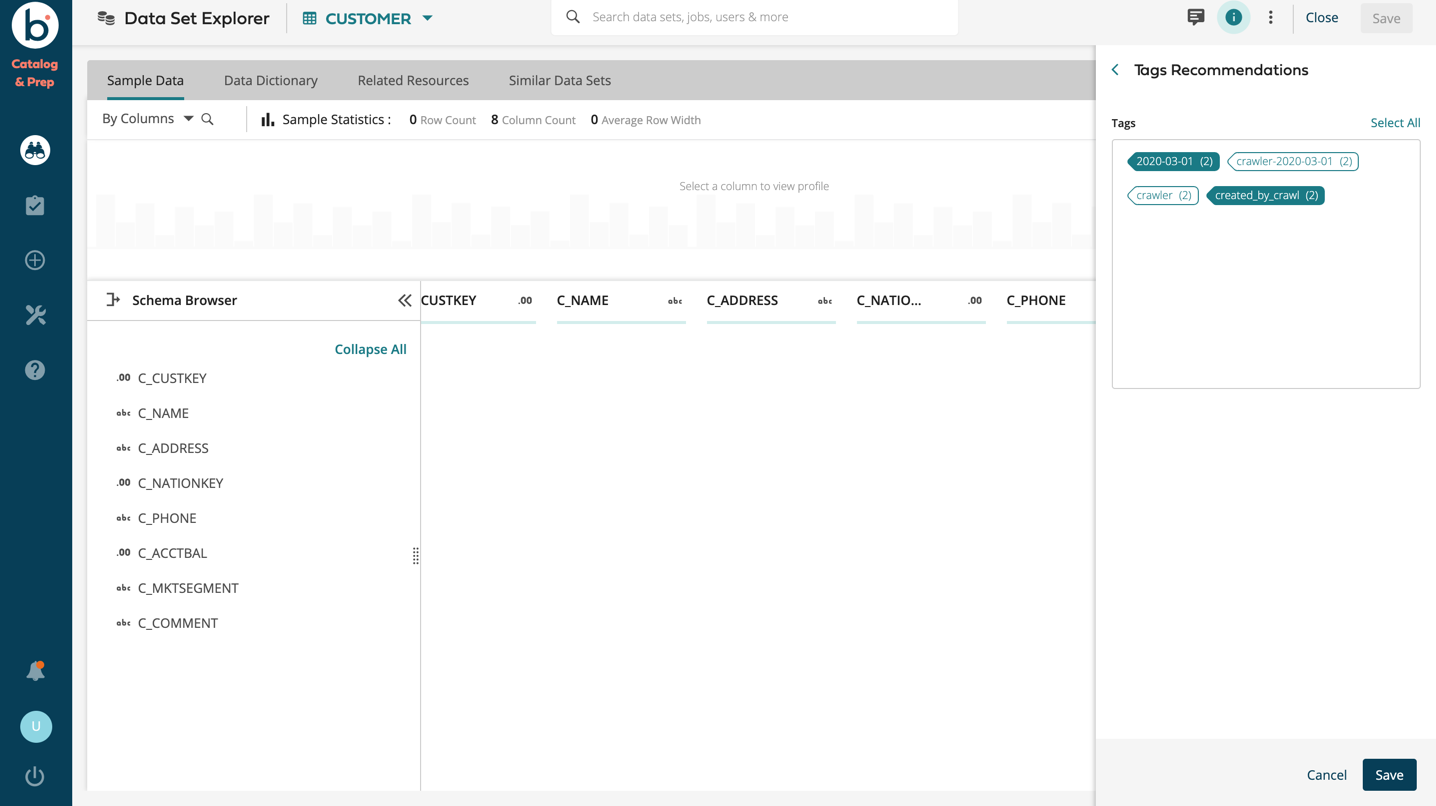 b
Catalog
& Prep
Data Set Explorer
CUSTOMER
Search data sets, jobs, users & more
i
Close
Save
Sample Data
Data Dictionary
Related Resources
Similar Data Sets
By Columns
Sample Statistics :
0 Row Count
8 Column Count
0 Average Row Width
Select a column to view profile
Schema Browser
CUSTKEY .00
C_NAME abc
C_ADDRESS abc
C_NATIO... .00
C_PHONE
Collapse All
.00 C_CUSTKEY
abc C_NAME
abc C_ADDRESS
.00 C_NATIONKEY
abc C_PHONE
.00 C_ACCTBAL
abc C_MKTSEGMENT
abc C_COMMENT
?
U
Tags Recommendations
Tags
Select All
2020-03-01 (2)
crawler-2020-03-01 (2)
crawler (2)
created_by_crawl (2)
Cancel
Save